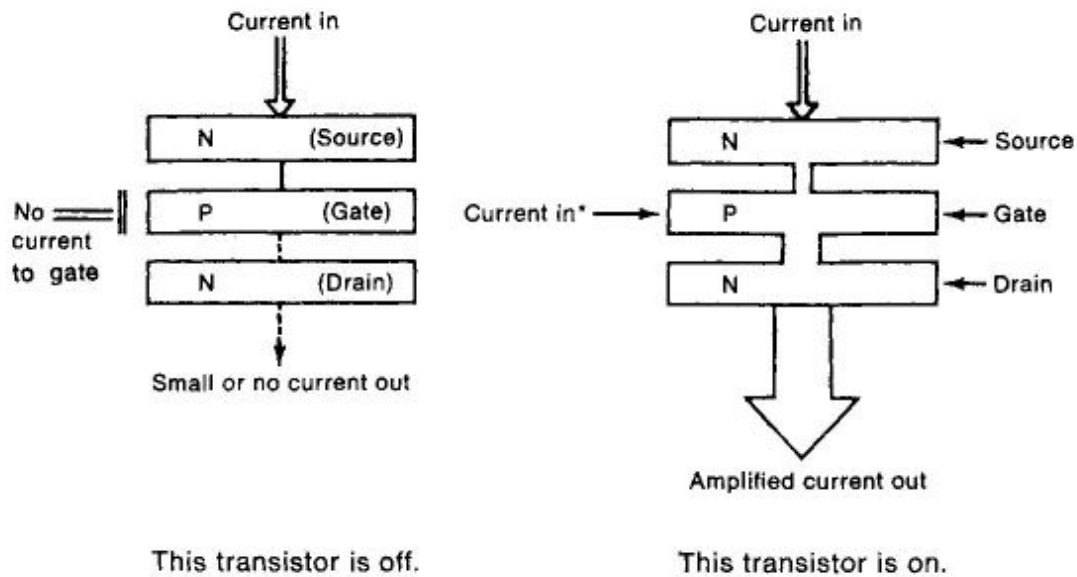 Current in
N (Source)
No
current
to gate
P (Gate)
N (Drain)
Small or no current out
This transistor is off.
Current in
N
Source
Current in*
P
Gate
N
Drain
Amplified current out
This transistor is on.